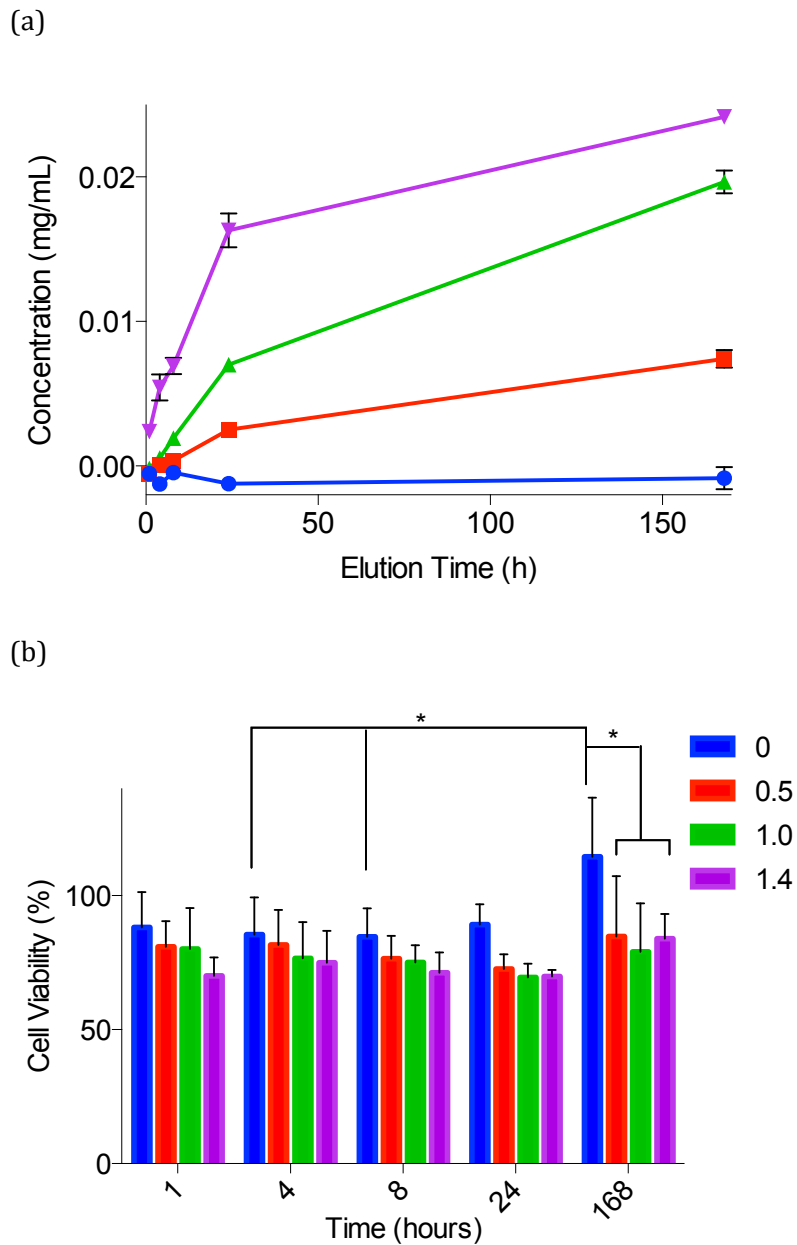 (a)
Concentration (mg/mL)
0.02
0.01
0.00
0 50 100 150
Elution Time (h)
(b)
*
*
0
0.5
1.0
1.4
Cell Viability (%)
100
50
0
1 4 8 24 168
Time (hours)